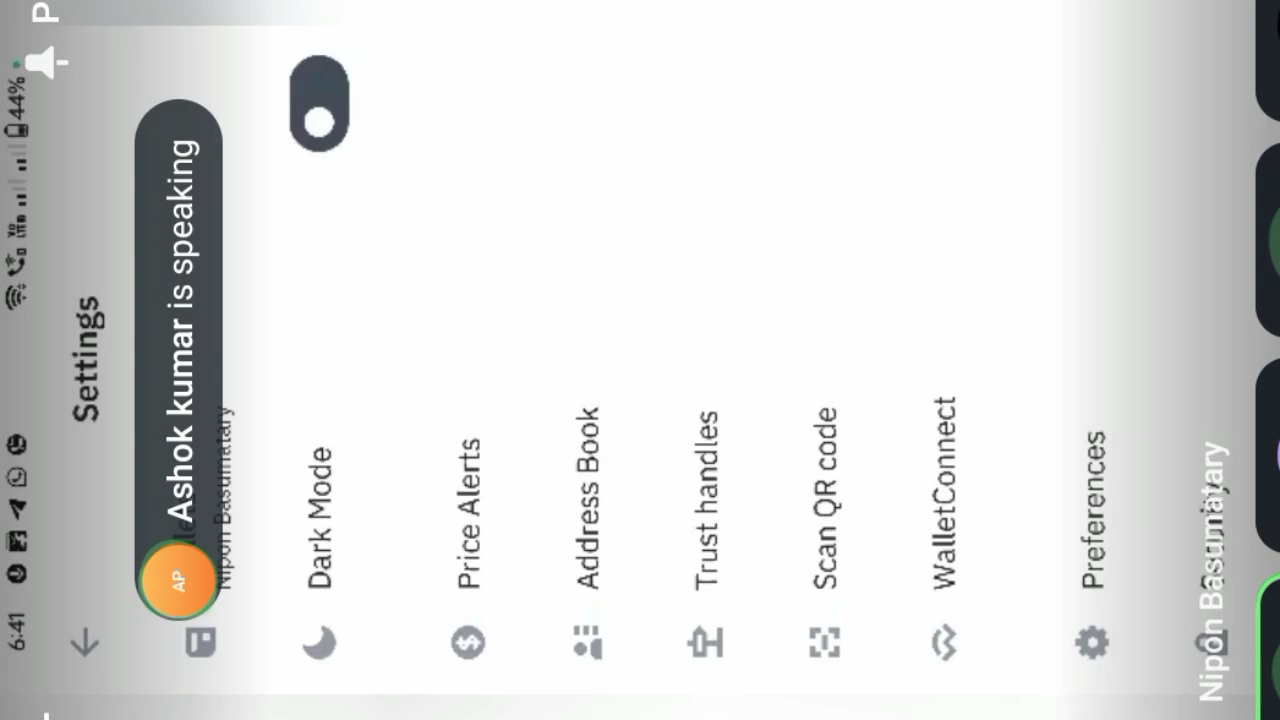 P
6:41
44%
Settings
Ashok kumar is speaking
AP
Nipon Basumatary
Dark Mode
Price Alerts
Address Book
Trust handles
Scan QR code
WalletConnect
Preferences
Nipon Basumatary